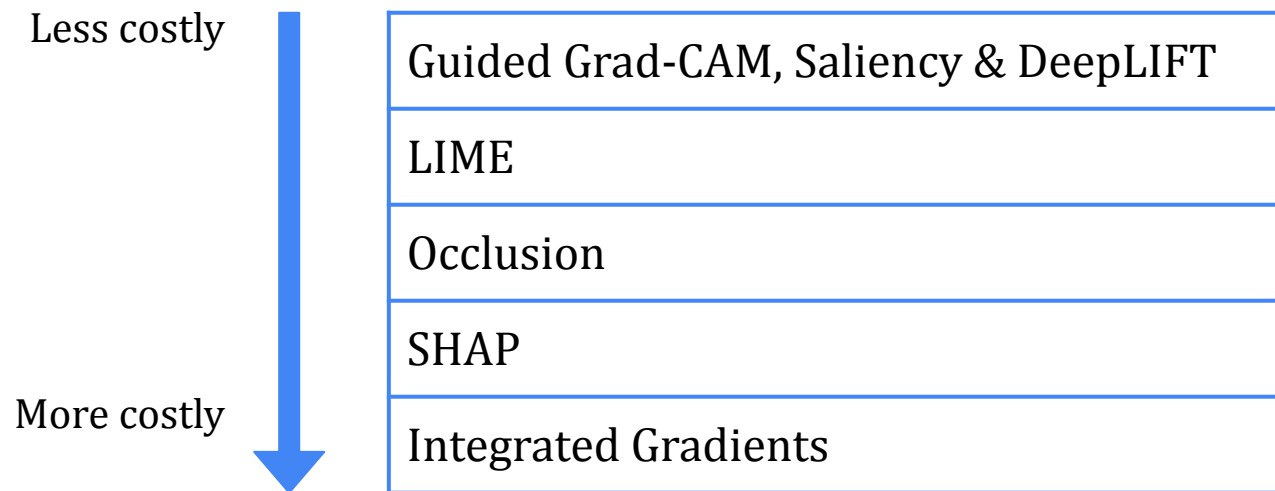 Less costly
Guided Grad-CAM, Saliency & DeepLIFT
LIME
Occlusion
SHAP
More costly
Integrated Gradients